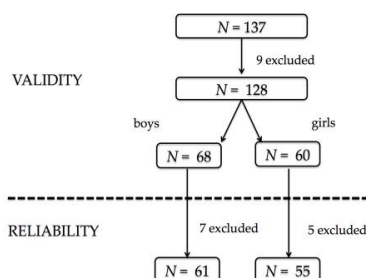 N = 137
9 excluded
VALIDITY
N = 128
boys
girls
N = 68
N = 60
RELIABILITY
7 excluded
5 excluded
N = 61
N = 55